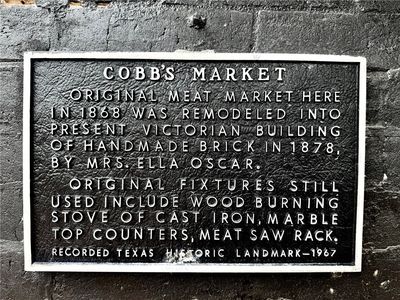 COBB'S MARKET
ORIGINAL MEAT MARKET HERE
IN 1868 WAS REMODELED INTO
PRESENT VICTORIAN BUILDING
OF HANDMADE BRICK IN 1878,
BY MRS. ELLA OSCAR.
ORIGINAL FIXTURES STILL
USED INCLUDE WOOD BURNING
STOVE OF CAST IRON, MARBLE
TOP COUNTERS, MEAT SAW RACK.
RECORDED TEXAS HISTORIC LANDMARK—1967